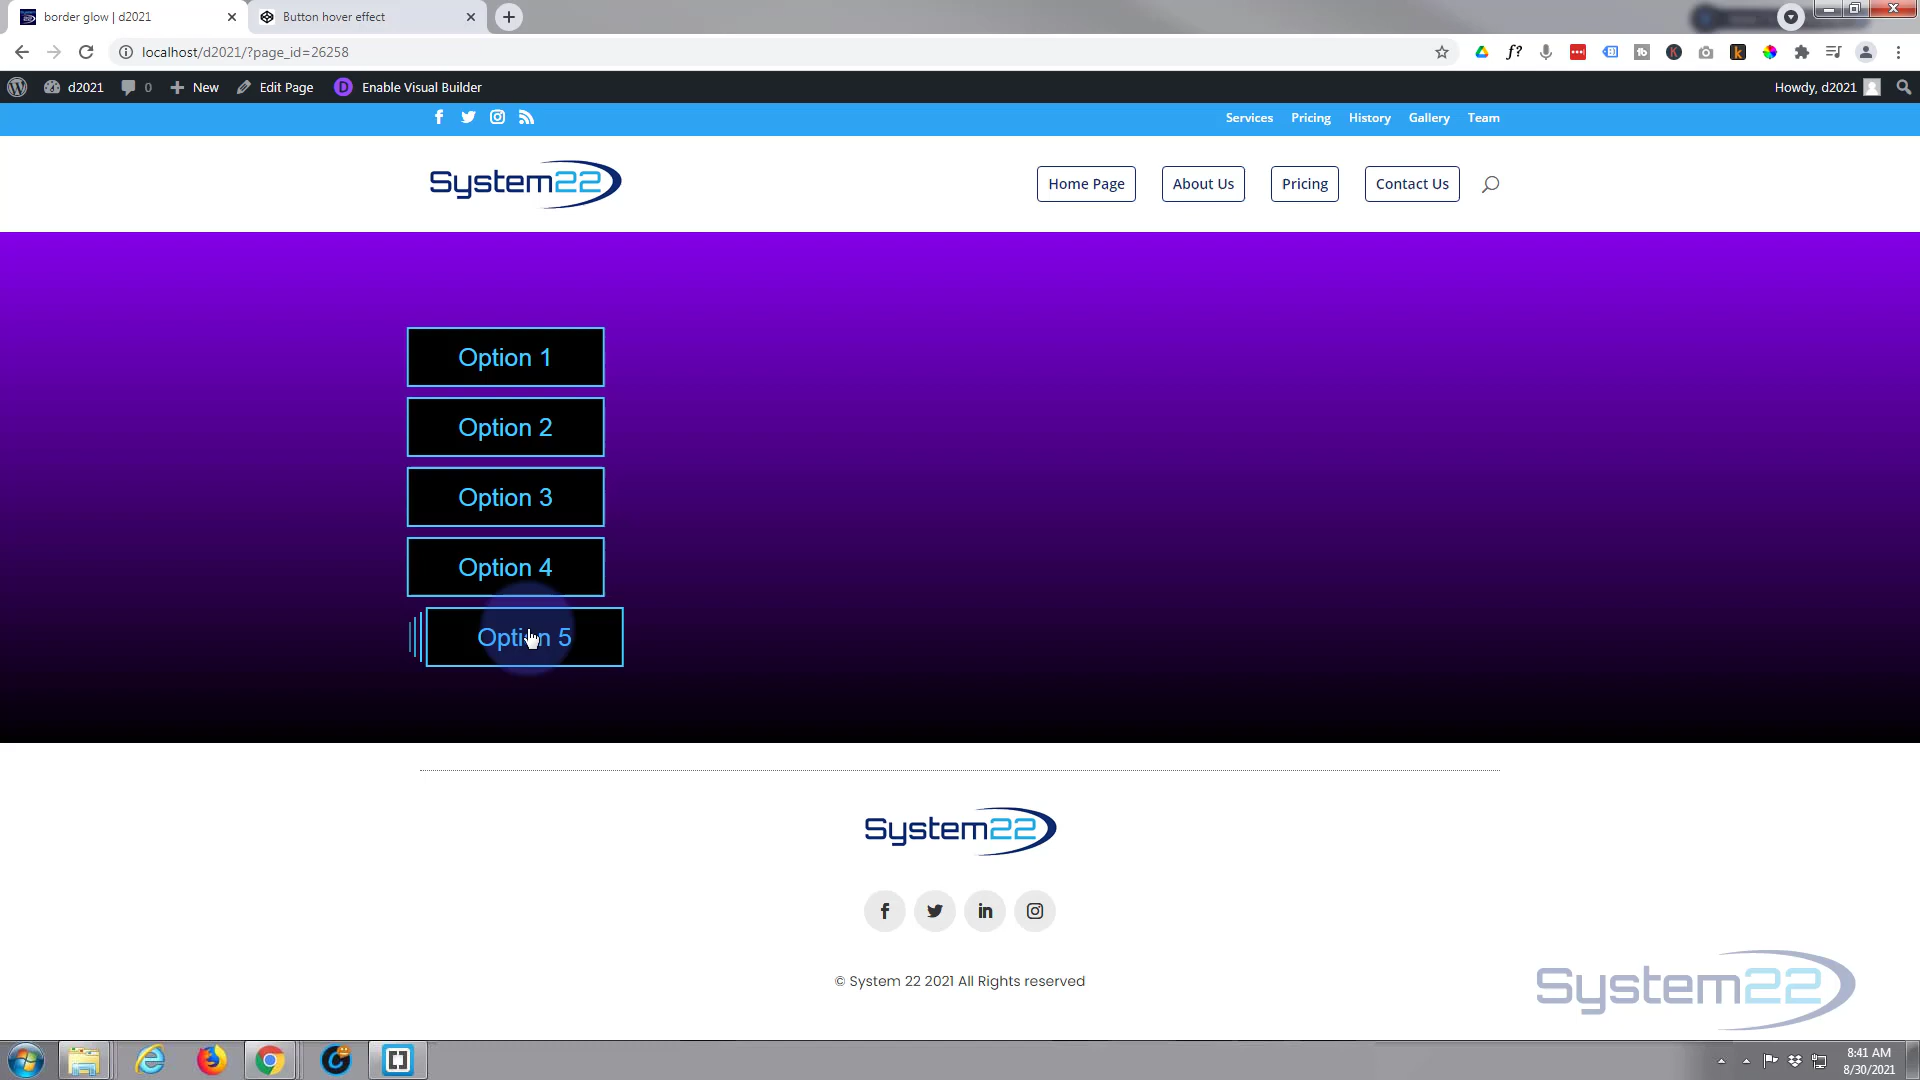 border glow | d2021
Button hover effect
localhost/d2021/?page_id=26258
d2021
0
New
Edit Page
Enable Visual Builder
Howdy, d2021
Services
Pricing
History
Gallery
Team
System22
Home Page
About Us
Pricing
Contact Us
Option 1
Option 2
Option 3
Option 4
Option 5
System22
© System 22 2021 All Rights reserved
System22
8:41 AM
8/30/2021